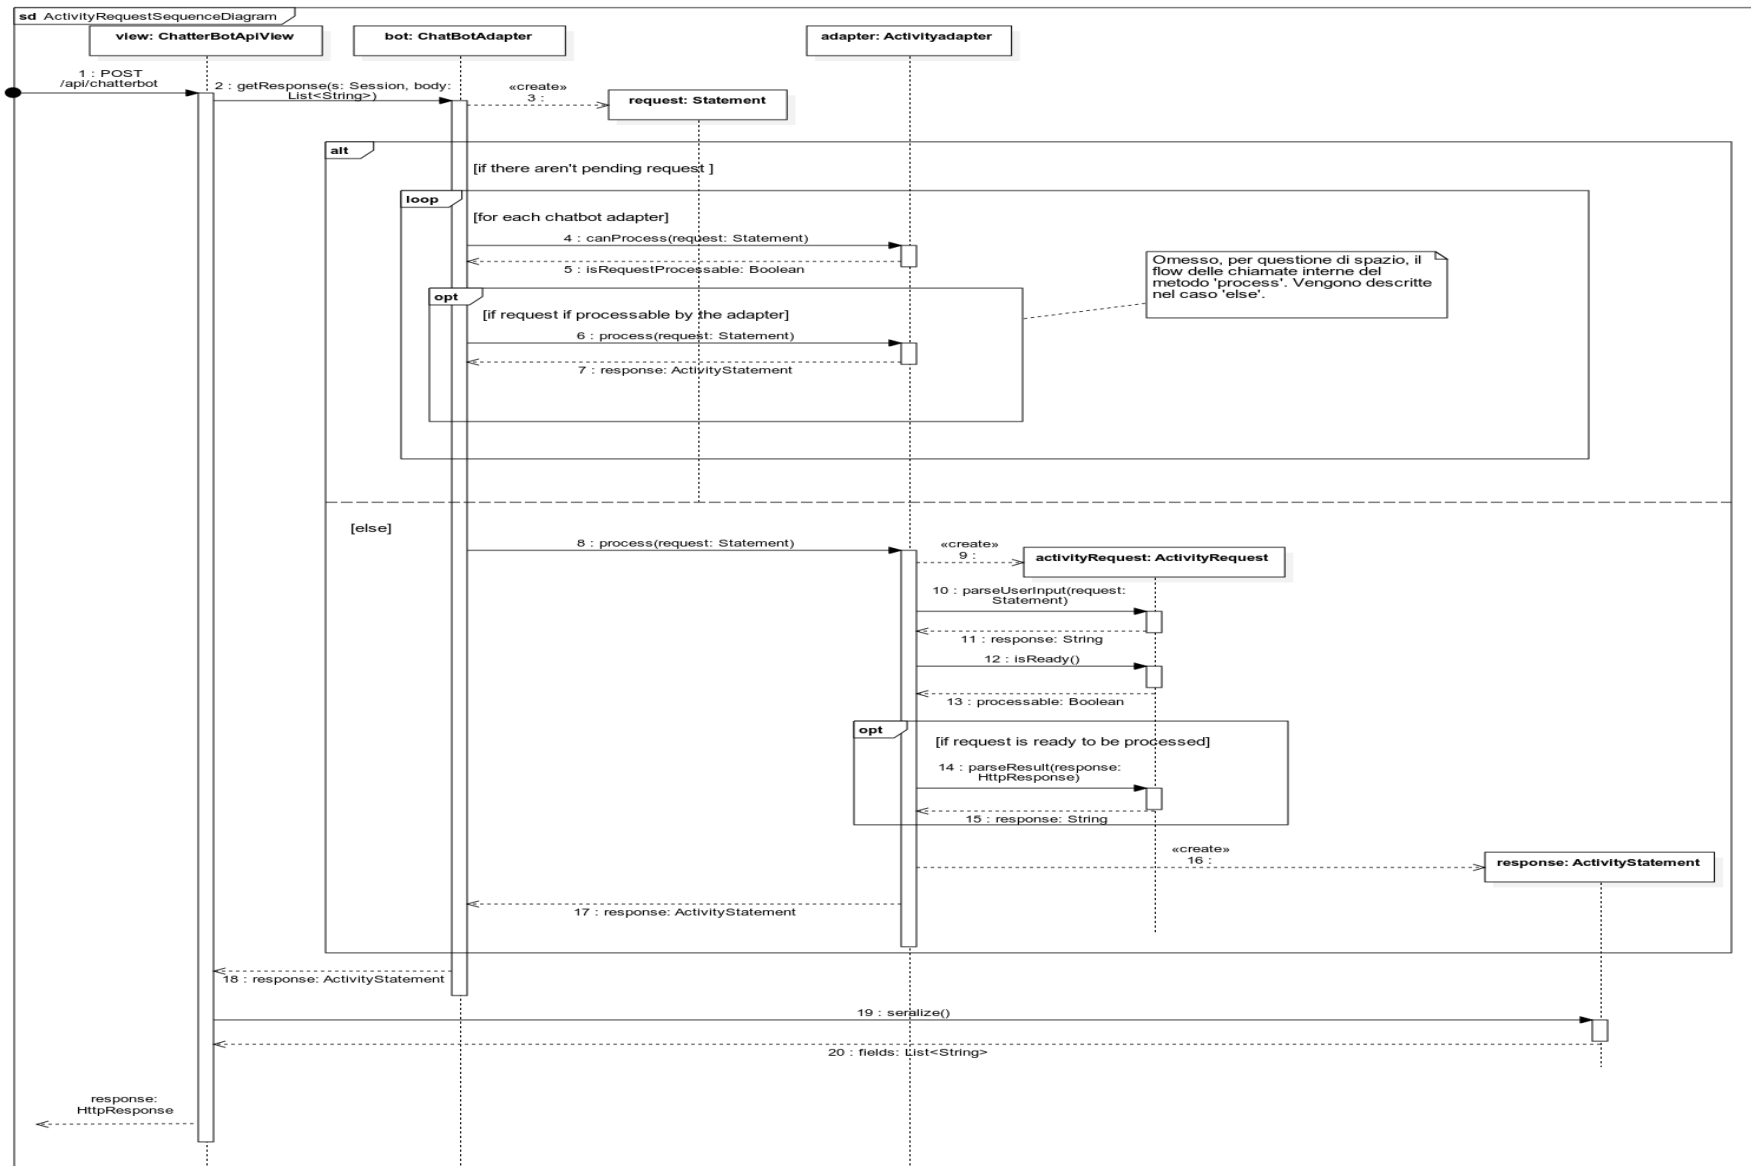 sd ActivityRequestSequenceDiagram
view: ChatterBotApiView
bot: ChatBotAdapter
adapter: Activityadapter
1 : POST
/api/chatterbot
2 : getResponse(s: Session, body:
List<String>)
«create»
3 :
request: Statement
alt
[if there aren't pending request ]
loop
[for each chatbot adapter]
4 : canProcess(request: Statement)
5 : isRequestProcessable: Boolean
Omesso, per questione di spazio, il
flow delle chiamate interne del
metodo 'process'. Vengono descritte
nel caso 'else'.
opt
[if request if processable by the adapter]
6 : process(request: Statement)
7 : response: ActivityStatement
[else]
8 : process(request: Statement)
«create»
9 :
activityRequest: ActivityRequest
10 : parseUserInput(request:
Statement)
11 : response: String
12 : isReady()
13 : processable: Boolean
opt
[if request is ready to be processed]
14 : parseResult(response:
HttpResponse)
15 : response: String
«create»
16 :
response: ActivityStatement
17 : response: ActivityStatement
18 : response: ActivityStatement
19 : seralize()
20 : fields: List<String>
response:
HttpResponse